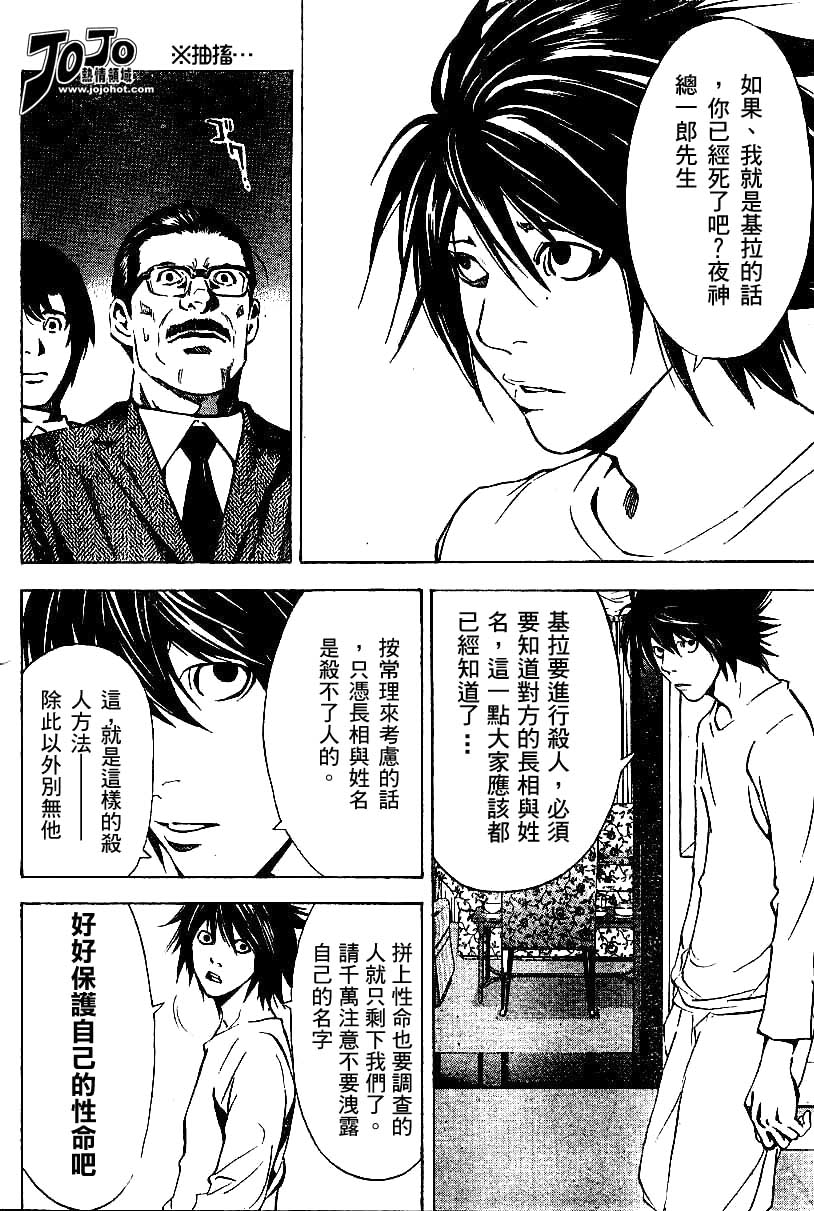 如果、我就是基拉的話
，你已經死了吧？夜神
總一郎先生
JOJO
熱情領域
www.jojohot.com
※抽搐…
ゴク
基拉要進行殺人，必須
要知道對方的長相與姓
名，這一點大家應該都
已經知道了…
按常理來考慮的話
，只憑長相與姓名
是殺不了人的。
這，就是這樣的殺
人方法——
除此以外別無他
拼上性命也要調查的
人就只剩下我們了。
請千萬注意不要洩露
自己的名字
好好保護自己的性命吧